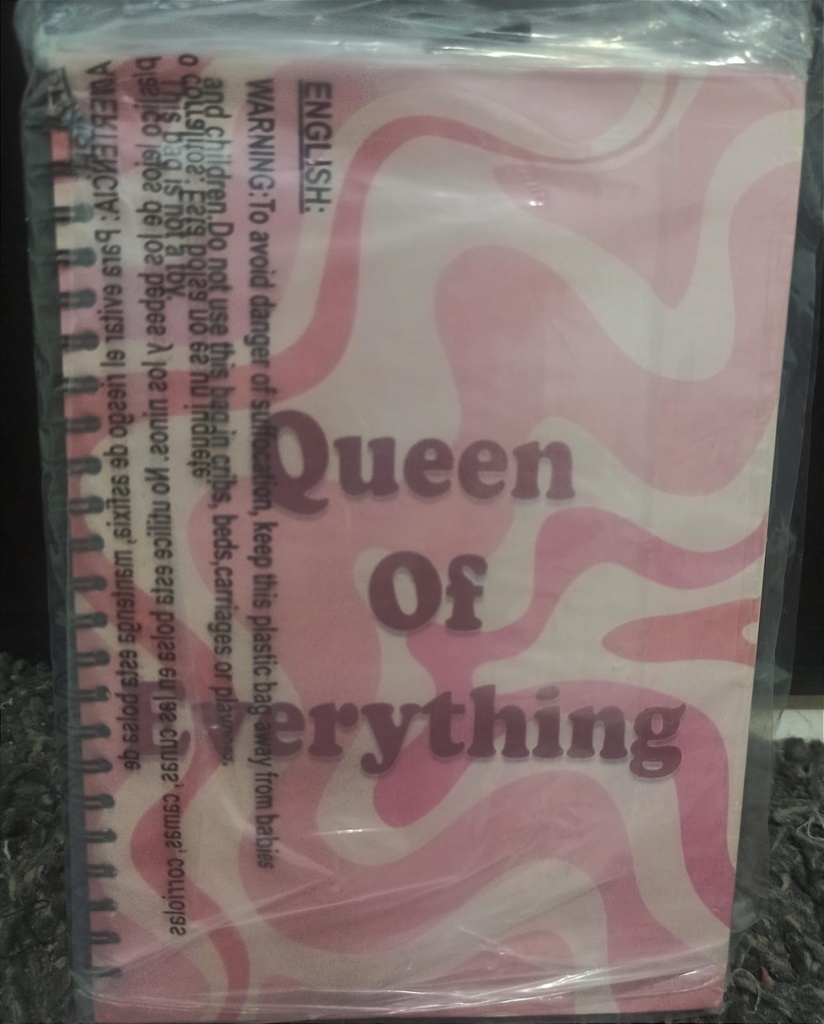 Queen
Of
Everything
ENGLISH:
WARNING:To avoid danger of suffocation, keep this plastic bag away from babies
and children.Do not use this bag in cribs, beds,carriages or playpens.
This bag is not a toy.
ADVERTENCIA: Para evitar el riesgo de asfixia, mantenga esta bolsa de
plástico lejos de los bebes y los ninos. No utilice esta bolsa en las cunas, camas, corriolas
o Esta bolsa no es un juguete